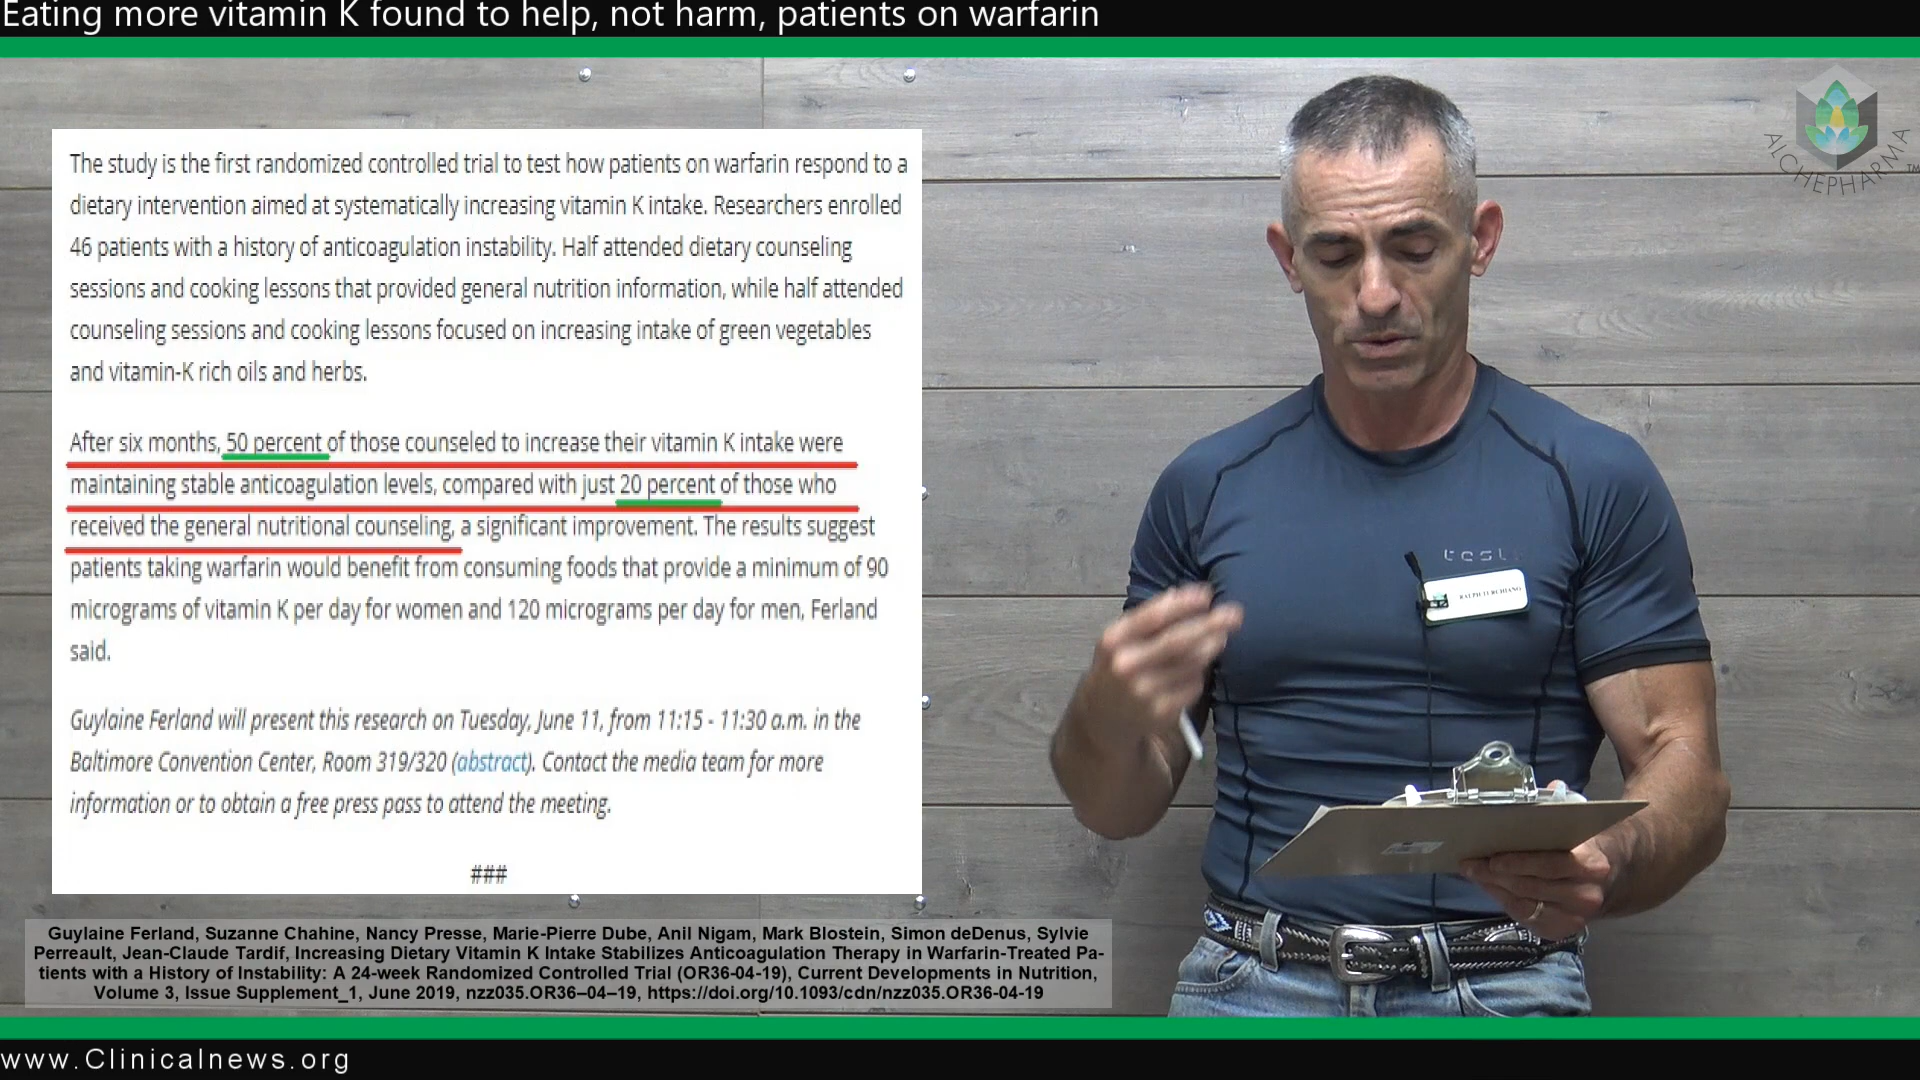 Eating more vitamin K found to help, not harm, patients on warfarin
ALCHEPHARMA™
The study is the first randomized controlled trial to test how patients on warfarin respond to a
dietary intervention aimed at systematically increasing vitamin K intake. Researchers enrolled
46 patients with a history of anticoagulation instability. Half attended dietary counseling
sessions and cooking lessons that provided general nutrition information, while half attended
counseling sessions and cooking lessons focused on increasing intake of green vegetables
and vitamin-K rich oils and herbs.
After six months, 50 percent of those counseled to increase their vitamin K intake were
maintaining stable anticoagulation levels, compared with just 20 percent of those who
received the general nutritional counseling, a significant improvement. The results suggest
patients taking warfarin would benefit from consuming foods that provide a minimum of 90
micrograms of vitamin K per day for women and 120 micrograms per day for men, Ferland
said.
Guylaine Ferland will present this research on Tuesday, June 11, from 11:15 - 11:30 a.m. in the
Baltimore Convention Center, Room 319/320 (abstract). Contact the media team for more
information or to obtain a free press pass to attend the meeting.
###
Guylaine Ferland, Suzanne Chahine, Nancy Presse, Marie-Pierre Dube, Anil Nigam, Mark Blostein, Simon deDenus, Sylvie
Perreault, Jean-Claude Tardif, Increasing Dietary Vitamin K Intake Stabilizes Anticoagulation Therapy in Warfarin-Treated Pa-
tients with a History of Instability: A 24-week Randomized Controlled Trial (OR36-04-19), Current Developments in Nutrition,
Volume 3, Issue Supplement_1, June 2019, nzz035.OR36–04–19, https://doi.org/10.1093/cdn/nzz035.OR36-04-19
www.Clinicalnews.org